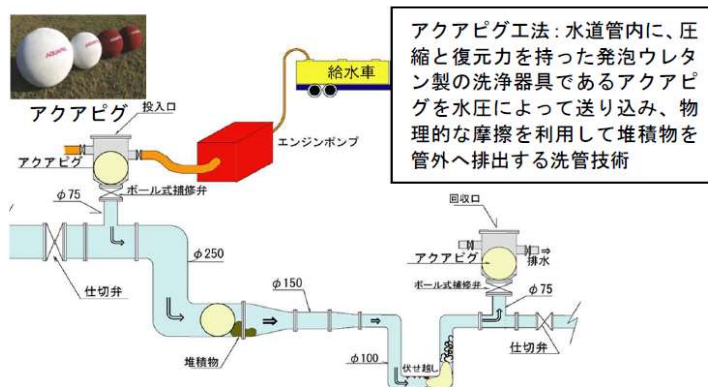 アクアピグ工法：水道管内に、圧
縮と復元力を持った発泡ウレタ
ン製の洗浄器具であるアクアピ
グを水圧によって送り込み、物
理的な摩擦を利用して堆積物を
管外へ排出する洗管技術
給水車
アクアピグ
投入口
エンジンポンプ
アクアピグ
ボール式補修弁
φ75
φ250
仕切弁
堆積物
φ150
φ100
伏せ越し
回収口
アクアピグ
排水
ボール式補修弁
φ75
仕切弁